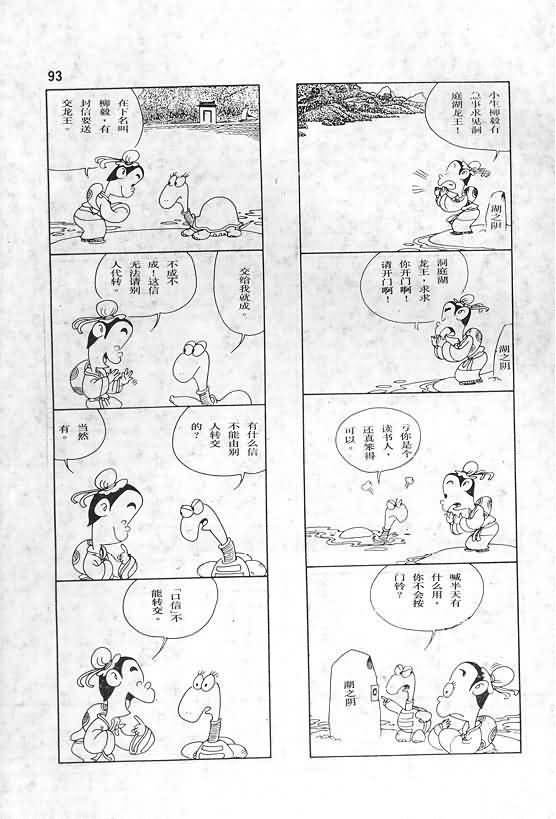 93
小生柳毅有
急事求见洞
庭湖龙王！
湖之阴
洞庭湖
龙王，求求
你开门啊！
请开门啊！
湖之阴
亏你是个
读书人，
还真笨得
可以。
喊半天有
什么用，
你不会按
门铃？
湖之阴
在下名叫
柳毅，有
封信要送
交龙王。
交给我就成。
不成不
成！这信
无法请别
人代转。
有什么信
不能由别
人转交
的？
当然
有。
「口信」不
能转交。